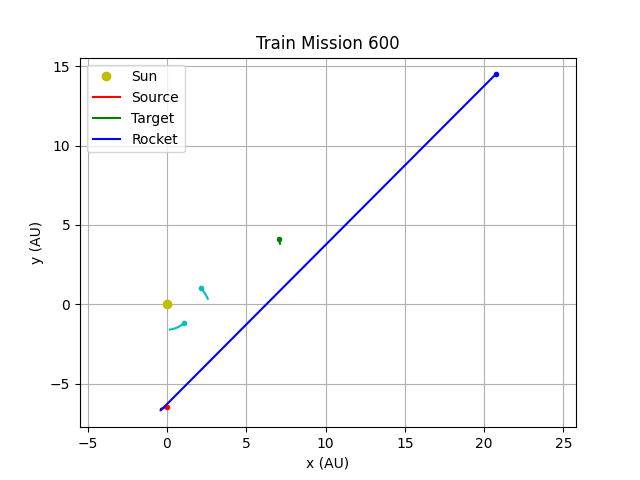 Train Mission 600
Sun
Source
Target
Rocket
15
10
5
0
−5
y (AU)
−5
0
5
10
15
20
25
x (AU)